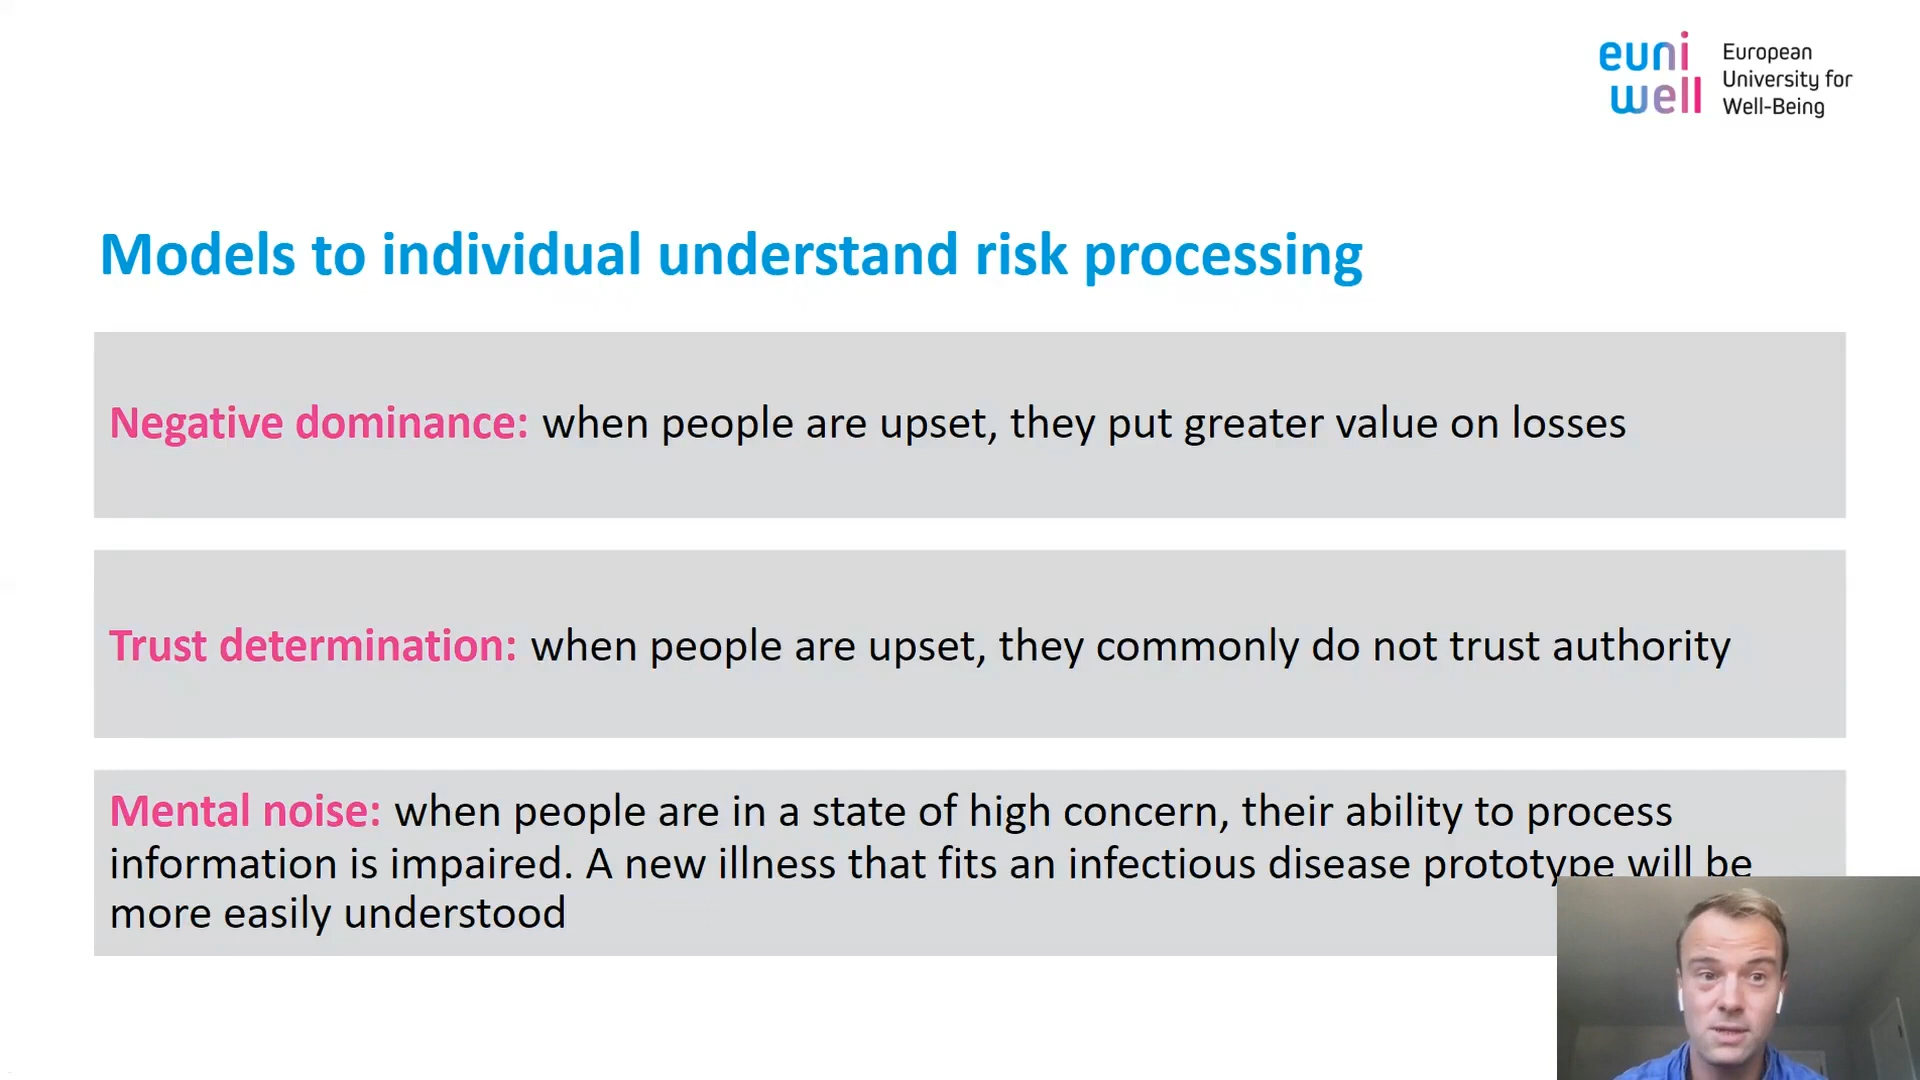 euni
well
European
University for
Well-Being
Models to individual understand risk processing
Negative dominance: when people are upset, they put greater value on losses
Trust determination: when people are upset, they commonly do not trust authority
Mental noise: when people are in a state of high concern, their ability to process
information is impaired. A new illness that fits an infectious disease prototype will be
more easily understood